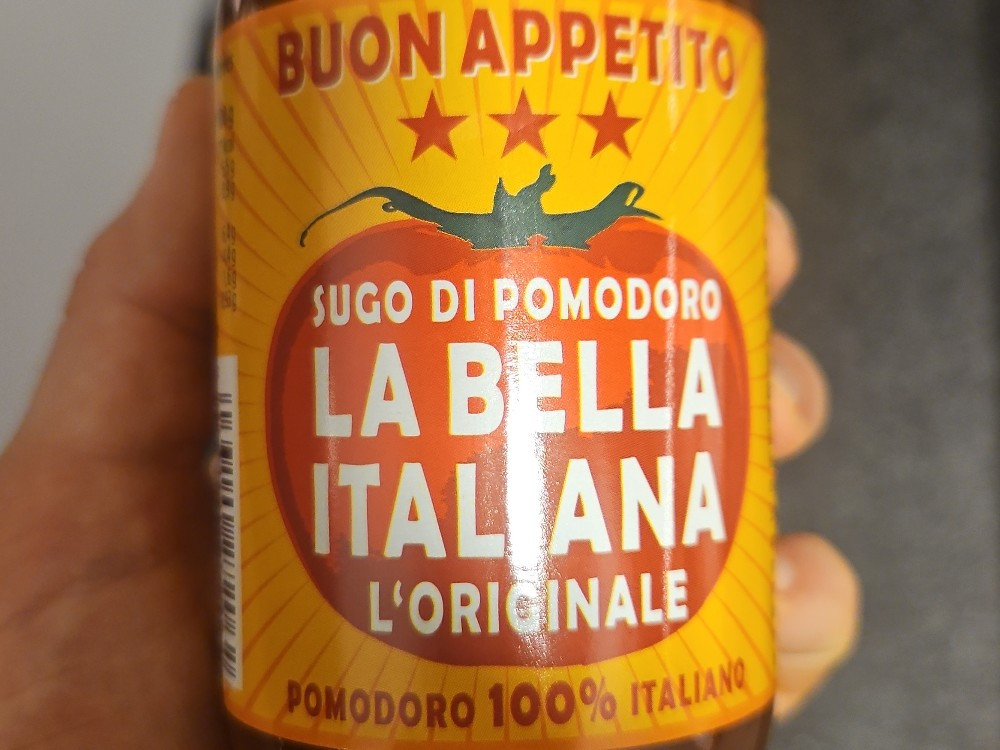 BUON APPETITO
SUGO DI POMODORO
LA BELLA
ITALIANA
L‘ORIGINALE
POMODORO 100% ITALIANO